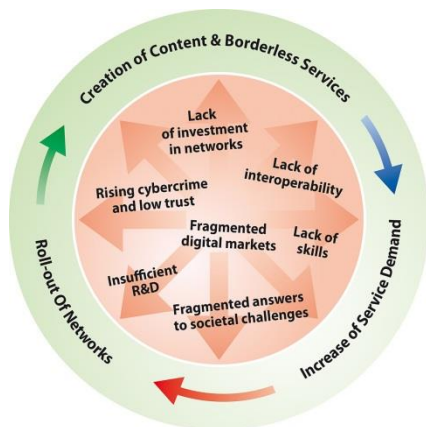 Creation of Content & Borderless Services
Lack
of investment
in networks
Lack of
interoperability
Rising cybercrime
and low trust
Fragmented
digital markets
Lack of
skills
Insufficient
R&D
Fragmented answers
to societal challenges
Increase of Service Demand
Roll-out Of Networks